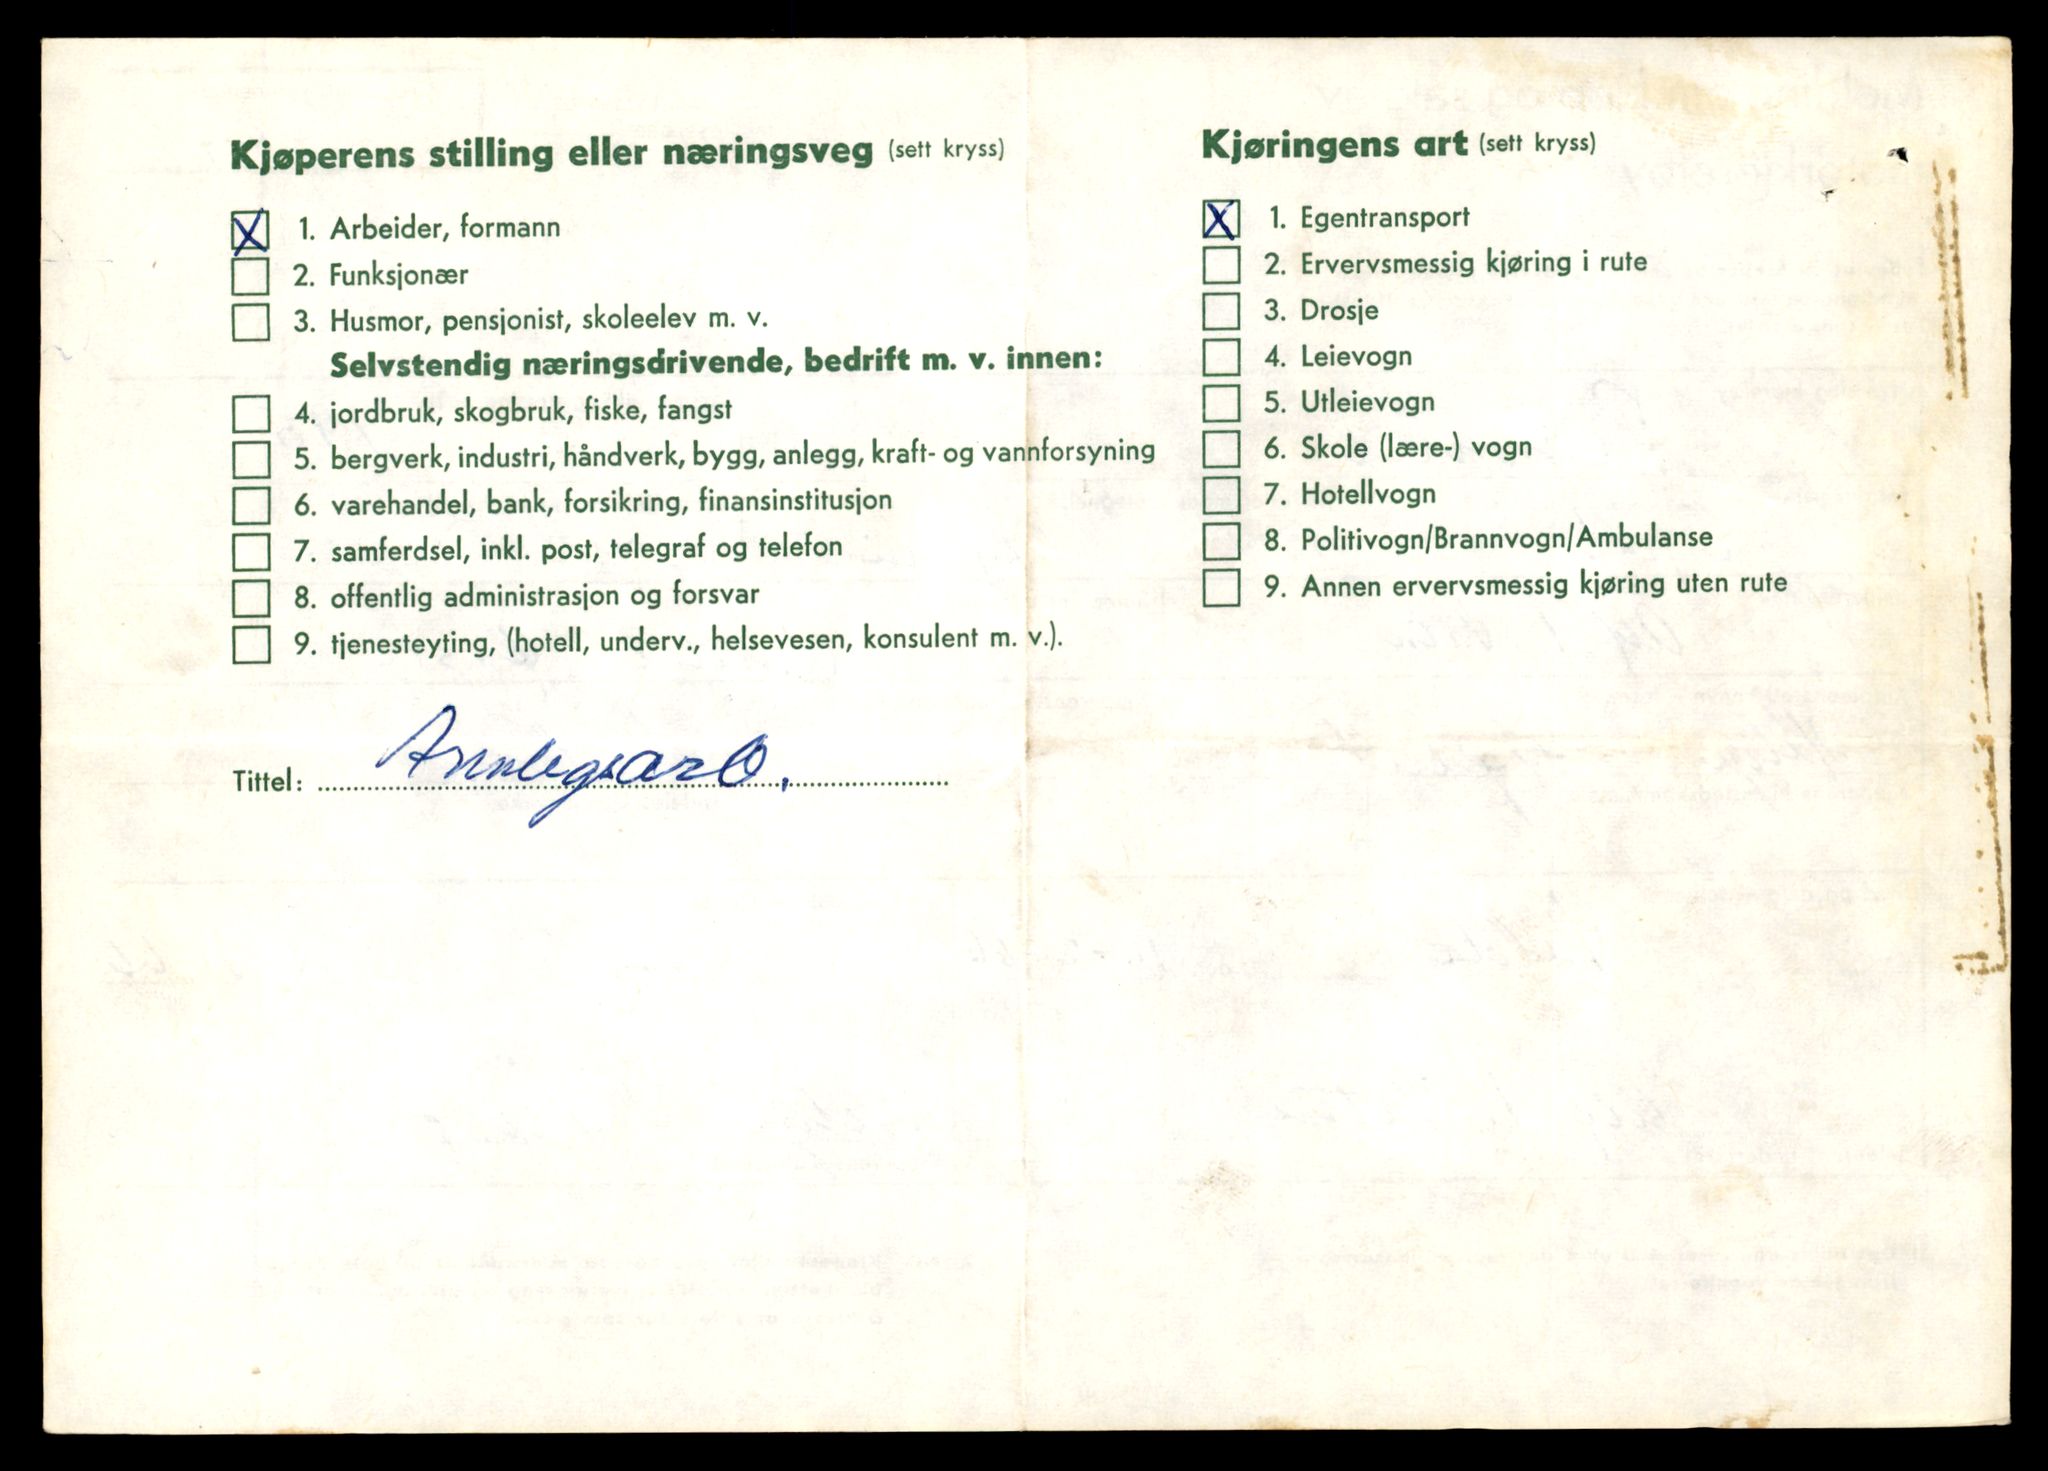 Kjøperens stilling eller næringsveg (sett kryss)
X 1. Arbeider, formann
2. Funksjonær
3. Husmor, pensjonist, skoleelev m. v.
Selvstendig næringsdrivende, bedrift m. v. innen:
4. jordbruk, skogbruk, fiske, fangst
5. bergverk, industri, håndverk, bygg, anlegg, kraft- og vannforsyning
6. varehandel, bank, forsikring, finansinstitusjon
7. samferdsel, inkl. post, telegraf og telefon
8. offentlig administrasjon og forsvar
9. tjenesteyting, (hotell, underv., helsevesen, konsulent m. v.).
Tittel: Annlegsarb.
Kjøringens art (sett kryss)
X 1. Egentransport
2. Ervervsmessig kjøring i rute
3. Drosje
4. Leievogn
5. Utleievogn
6. Skole (lære-) vogn
7. Hotellvogn
8. Politivogn/Brannvogn/Ambulanse
9. Annen ervervsmessig kjøring uten rute